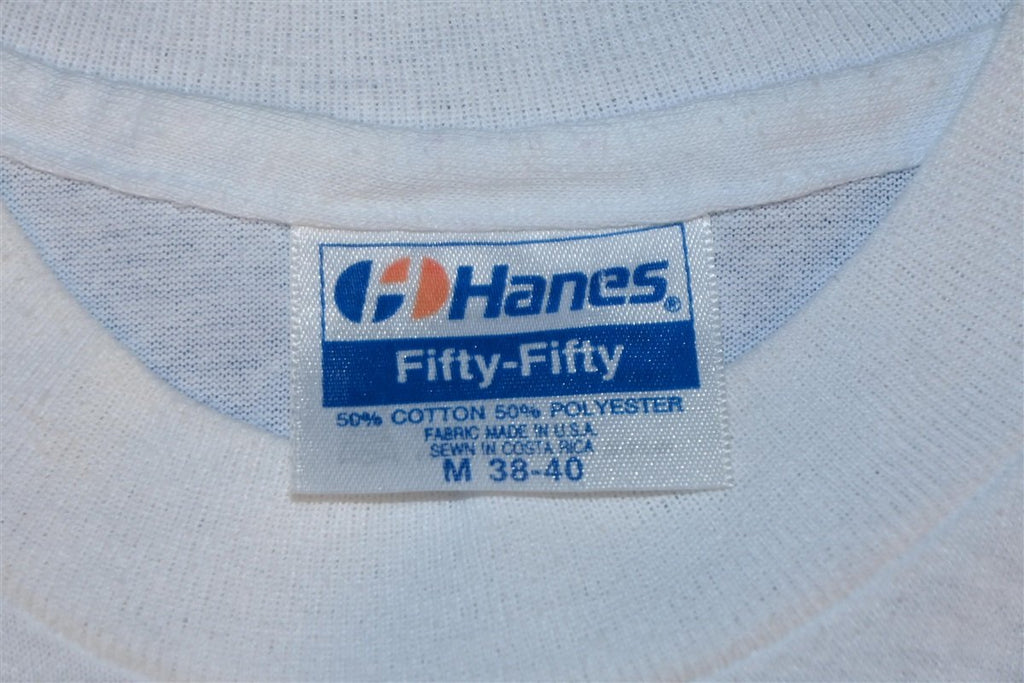 Hanes®
Fifty-Fifty
50% COTTON 50% POLYESTER
FABRIC MADE IN U.S.A.
SEWN IN COSTA RICA
M 38-40